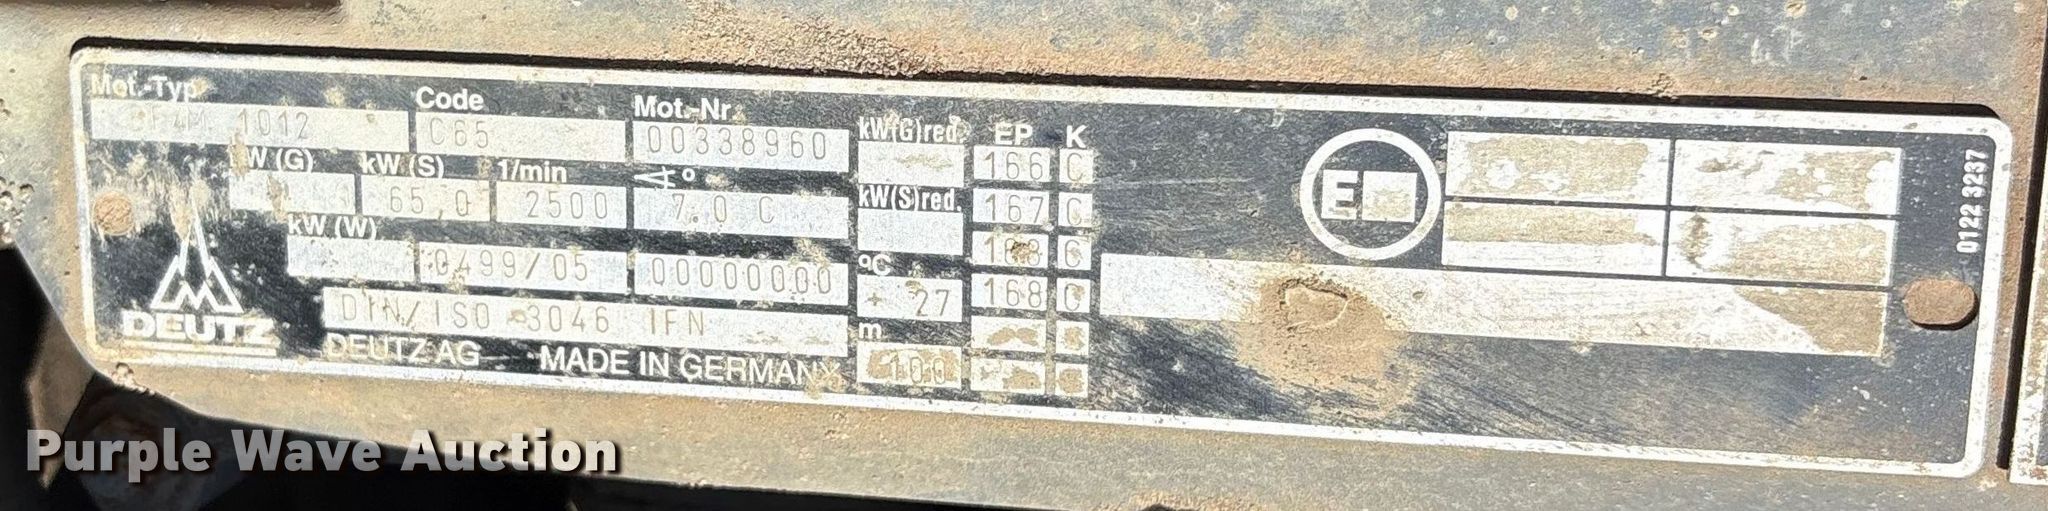 Mot.-Typ Code Mot.-Nr.
1012 C65 00338960
kW(G)red. EP K
166 C
kW (G) kW (S) 1/min °
65,0 2500 7.0 C
kW(S)red. 167 C
kW (W)
0499/05 00000000
°C
+ 27 168 C
DIN/ISO 3046 IFN
m
100
DEUTZ
DEUTZ AG MADE IN GERMANY
E
0122 3237
Purple Wave Auction